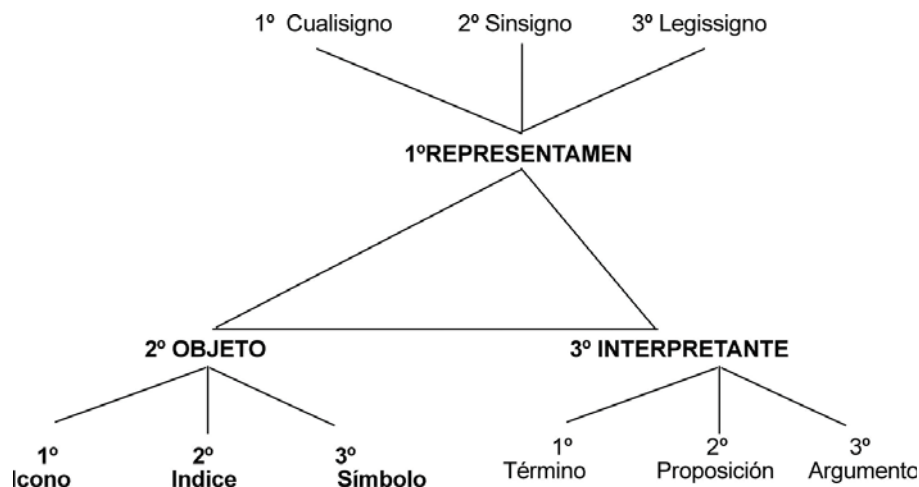 1º Cualisigno 2º Sinsigno 3º Legissigno
1ºREPRESENTAMEN
2º OBJETO 3º INTERPRETANTE
1º 2º 3º 1º 2º 3º
Icono Indice Símbolo Término Proposición Argumento